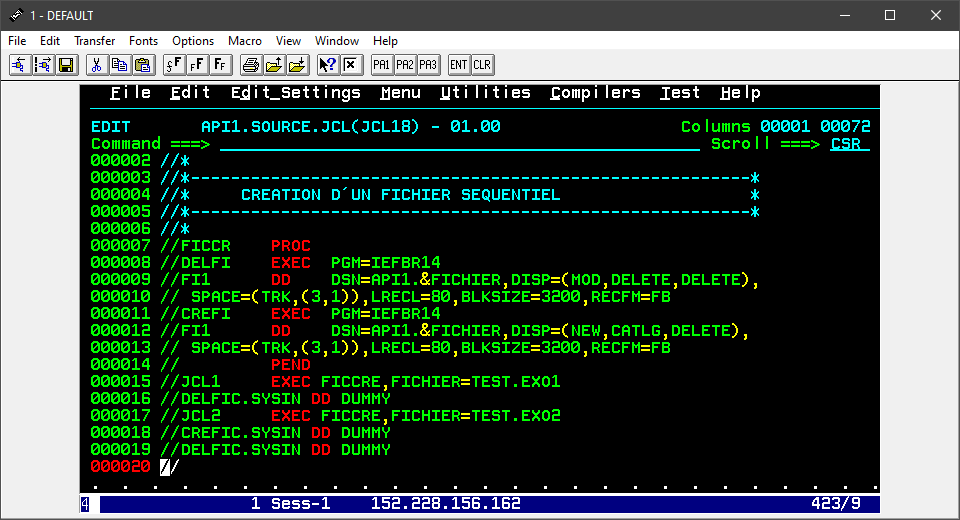 1 - DEFAULT
File Edit Transfer Fonts Options Macro View Window Help
PA1 PA2 PA3 ENT CLR
File Edit Edit_Settings Menu Utilities Compilers Test Help
EDIT API1.SOURCE.JCL(JCL18) - 01.00 Columns 00001 00072
Command ===> Scroll ===> CSR
000002 //*
000003 //*--------------------------------------------------------*
000004 //*     CREATION D´UN FICHIER SEQUENTIEL                   *
000005 //*--------------------------------------------------------*
000006 //*
000007 //FICCR    PROC
000008 //DELFI    EXEC  PGM=IEFBR14
000009 //FI1      DD    DSN=API1.&FICHIER,DISP=(MOD,DELETE,DELETE),
000010 // SPACE=(TRK,(3,1)),LRECL=80,BLKSIZE=3200,RECFM=FB
000011 //CREFI    EXEC  PGM=IEFBR14
000012 //FI1      DD    DSN=API1.&FICHIER,DISP=(NEW,CATLG,DELETE),
000013 // SPACE=(TRK,(3,1)),LRECL=80,BLKSIZE=3200,RECFM=FB
000014 //         PEND
000015 //JCL1     EXEC FICCRE,FICHIER=TEST.EXO1
000016 //DELFIC.SYSIN DD DUMMY
000017 //JCL2     EXEC FICCRE,FICHIER=TEST.EXO2
000018 //CREFIC.SYSIN DD DUMMY
000019 //DELFIC.SYSIN DD DUMMY
000020 //
. . . . . . . . . . . . . . . . . . . . . . . . . .
4 1 Sess-1 152.228.156.162 423/9